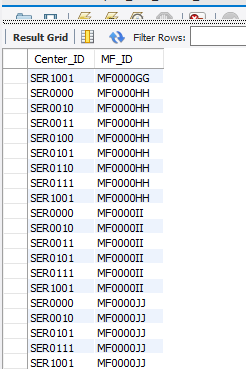 Result Grid Filter Rows:
Center_ID MF_ID
SER1001 MF0000GG
SER0000 MF0000HH
SER0010 MF0000HH
SER0011 MF0000HH
SER0100 MF0000HH
SER0101 MF0000HH
SER0110 MF0000HH
SER0111 MF0000HH
SER1001 MF0000HH
SER0000 MF0000II
SER0010 MF0000II
SER0011 MF0000II
SER0101 MF0000II
SER0111 MF0000II
SER1001 MF0000II
SER0000 MF0000JJ
SER0010 MF0000JJ
SER0101 MF0000JJ
SER0111 MF0000JJ
SER1001 MF0000JJ